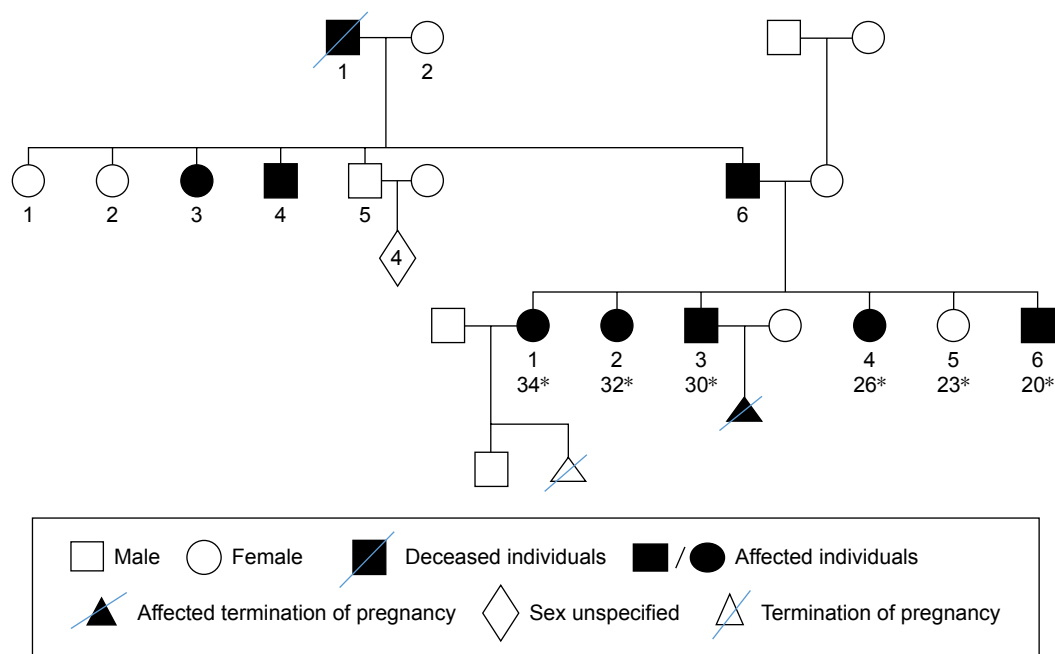 1 2
1 2 3 4 5 6
4
1 2 3 4 5 6
34* 32* 30* 26* 23* 20*
Male Female Deceased individuals / Affected individuals
Affected termination of pregnancy Sex unspecified Termination of pregnancy